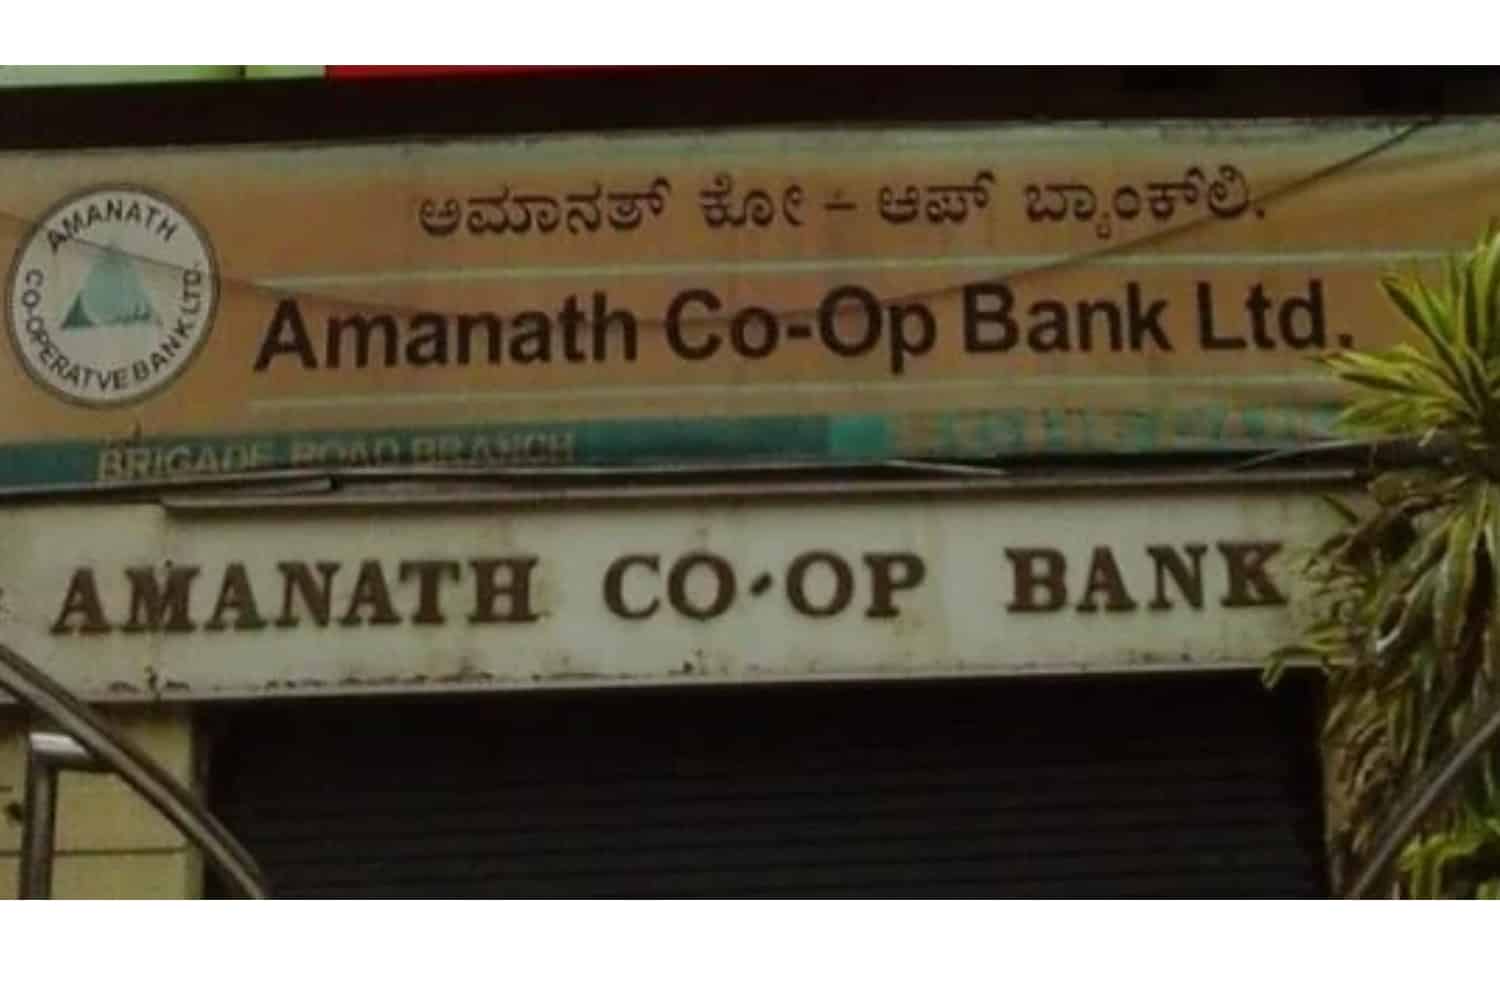 ಅಮಾನತ್ ಕೋ - ಆಪ್ ಬ್ಯಾಂಕ್‌ಲಿ.
AMANATH
CO-OPERATVE BANK LTD.
Amanath Co-Op Bank Ltd.
BRIGADE ROAD BRANCH
AMANATH CO-OP BANK